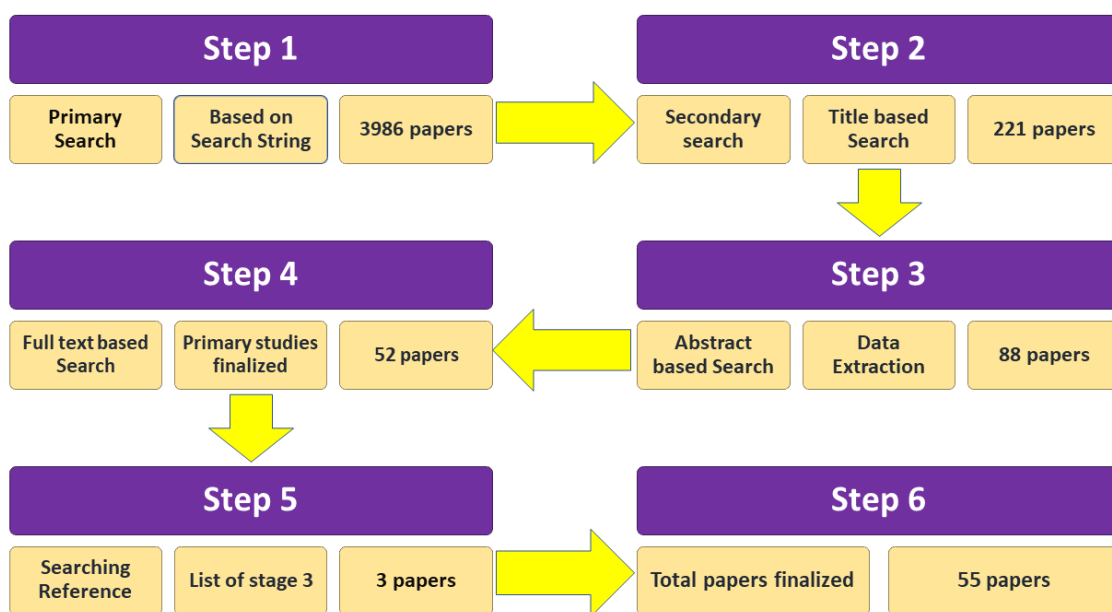 Step 1
Primary
Search
Based on
Search String
3986 papers
Step 2
Secondary
search
Title based
Search
221 papers
Step 3
Abstract
based Search
Data
Extraction
88 papers
Step 4
Full text based
Search
Primary studies
finalized
52 papers
Step 5
Searching
Reference
List of stage 3
3 papers
Step 6
Total papers finalized
55 papers